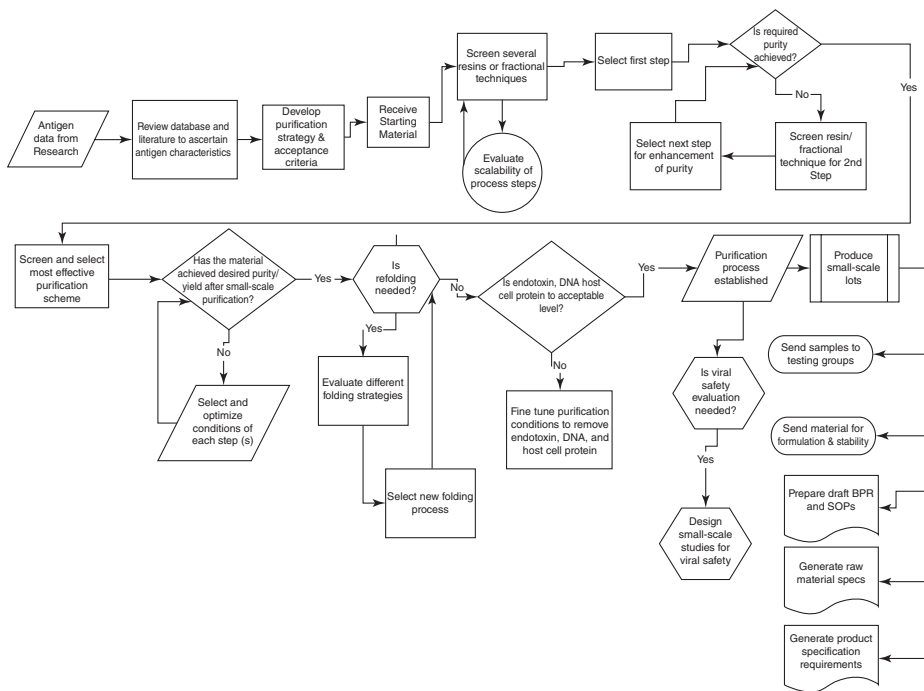 Antigen
data from
Research
Review database and
literature to ascertain
antigen characteristics
Develop
purification
strategy &
acceptance
criteria
Receive
Starting
Material
Screen several
resins or fractional
techniques
Evaluate
scalability of
process steps
Select first step
Is required
purity
achieved?
Yes
No
Select next step
for enhancement
of purity
Screen resin/
fractional
technique for 2nd
Step
Screen and select
most effective
purification
scheme
Has the material
achieved desired purity/
yield after small-scale
purification?
Yes
No
Select and
optimize
conditions of
each step (s)
Is
refolding
needed?
No
Yes
Evaluate different
folding strategies
Select new folding
process
Is endotoxin, DNA host
cell protein to acceptable
level?
Yes
No
Fine tune purification
conditions to remove
endotoxin, DNA, and
host cell protein
Purification
process
established
Produce
small-scale
lots
Is viral
safety
evaluation
needed?
Yes
Design
small-scale
studies for
viral safety
Send samples to
testing groups
Send material for
formulation & stability
Prepare draft BPR
and SOPs
Generate raw
material specs
Generate product
specification
requirements